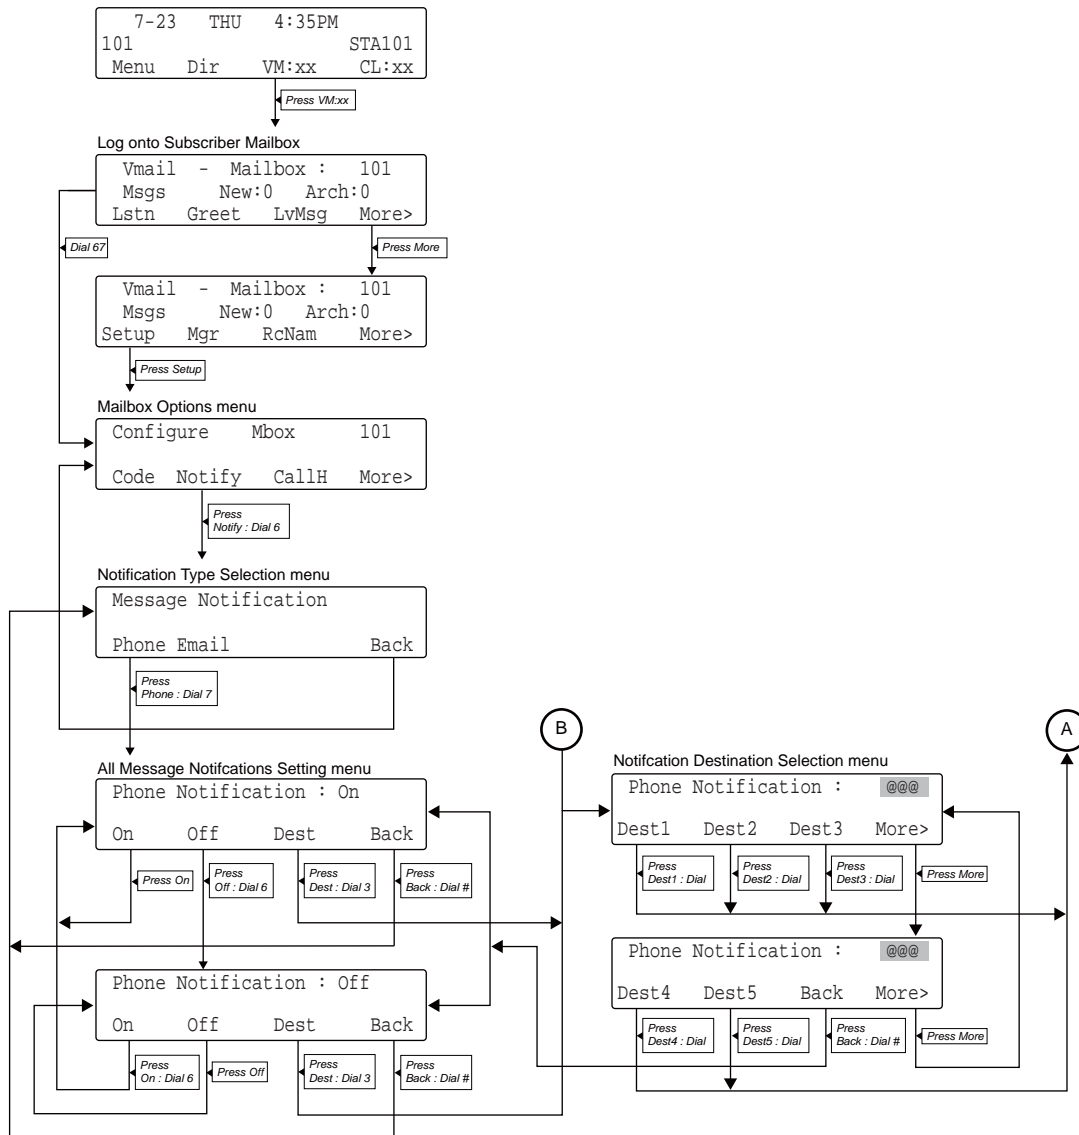 7-23 THU 4:35PM
101 STA101
Menu Dir VM:xx CL:xx
Press VM:xx
Log onto Subscriber Mailbox
Vmail - Mailbox : 101
Msgs New:0 Arch:0
Lstn Greet LvMsg More>
Dial 67
Press More
Vmail - Mailbox : 101
Msgs New:0 Arch:0
Setup Mgr RcNam More>
Press Setup
Mailbox Options menu
Configure Mbox 101
Code Notify CallH More>
Press
Notify : Dial 6
Notification Type Selection menu
Message Notification
Phone Email Back
Press
Phone : Dial 7
All Message Notifcations Setting menu
Phone Notification : On
On Off Dest Back
Press On
Press
Off : Dial 6
Press
Dest : Dial 3
Press
Back : Dial #
Phone Notification : Off
On Off Dest Back
Press
On : Dial 6
Press Off
Press
Dest : Dial 3
Press
Back : Dial #
B
A
Notifcation Destination Selection menu
Phone Notification : @@@
Dest1 Dest2 Dest3 More>
Press
Dest1 : Dial
Press
Dest2 : Dial
Press
Dest3 : Dial
Press More
Phone Notification : @@@
Dest4 Dest5 Back More>
Press
Dest4 : Dial
Press
Dest5 : Dial
Press
Back : Dial #
Press More